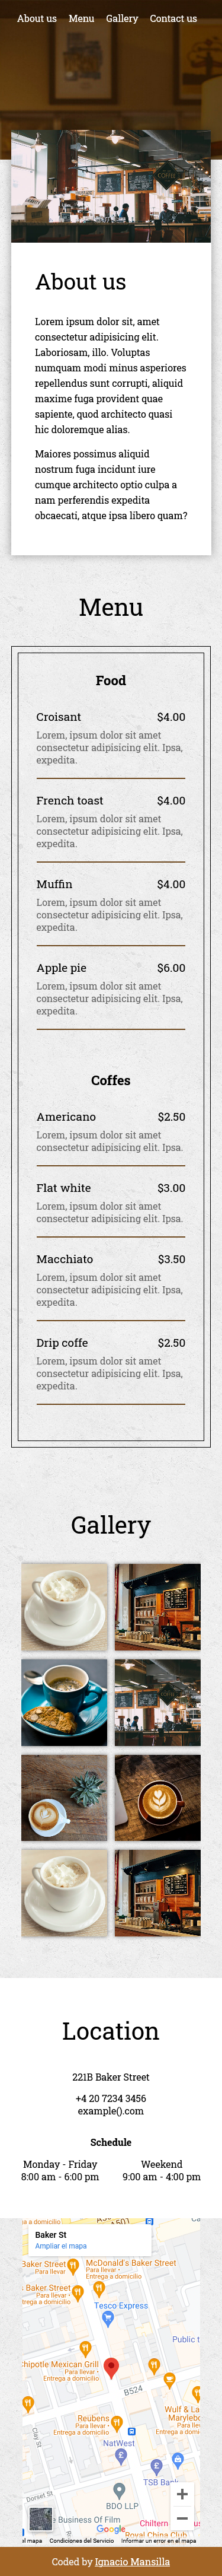 About us Menu Gallery Contact us
COFFEE
About us
Lorem ipsum dolor sit, amet
consectetur adipisicing elit.
Laboriosam, illo. Voluptas
numquam modi minus asperiores
repellendus sunt corrupti, aliquid
maxime fuga provident quae
sapiente, quod architecto quasi
hic doloremque alias.
Maiores possimus aliquid
nostrum fuga incidunt iure
cumque architecto optio culpa a
nam perferendis expedita
obcaecati, atque ipsa libero quam?
Menu
Food
Croisant $4.00
Lorem, ipsum dolor sit amet
consectetur adipisicing elit. Ipsa,
expedita.
French toast $4.00
Lorem, ipsum dolor sit amet
consectetur adipisicing elit. Ipsa,
expedita.
Muffin $4.00
Lorem, ipsum dolor sit amet
consectetur adipisicing elit. Ipsa,
expedita.
Apple pie $6.00
Lorem, ipsum dolor sit amet
consectetur adipisicing elit. Ipsa,
expedita.
Coffes
Americano $2.50
Lorem, ipsum dolor sit amet
consectetur adipisicing elit. Ipsa.
Flat white $3.00
Lorem, ipsum dolor sit amet
consectetur adipisicing elit. Ipsa.
Macchiato $3.50
Lorem, ipsum dolor sit amet
consectetur adipisicing elit. Ipsa,
expedita.
Drip coffe $2.50
Lorem, ipsum dolor sit amet
consectetur adipisicing elit. Ipsa,
expedita.
Gallery
Location
221B Baker Street
+4 20 7234 3456
example().com
Schedule
Monday - Friday Weekend
8:00 am - 6:00 pm 9:00 am - 4:00 pm
Baker St
Ampliar el mapa
Baker Street
Para llevar
McDonald's Baker Street
Para llevar •
Entrega a domicilio
Baker Street
Para llevar •
Tesco Express
Public t
Chipotle Mexican Grill
Para llevar •
Entrega a domicilio
B524
Clay St
Reubens
Para llevar •
Entrega a domicilio
Wulf & La
Marylebo
NatWest
TSB Bank
Dorset St
BDO LLP
e Business Of Film
Chiltern
Google
Royal China Club
el mapa Condiciones del Servicio Informar un error en el mapa
Coded by Ignacio Mansilla